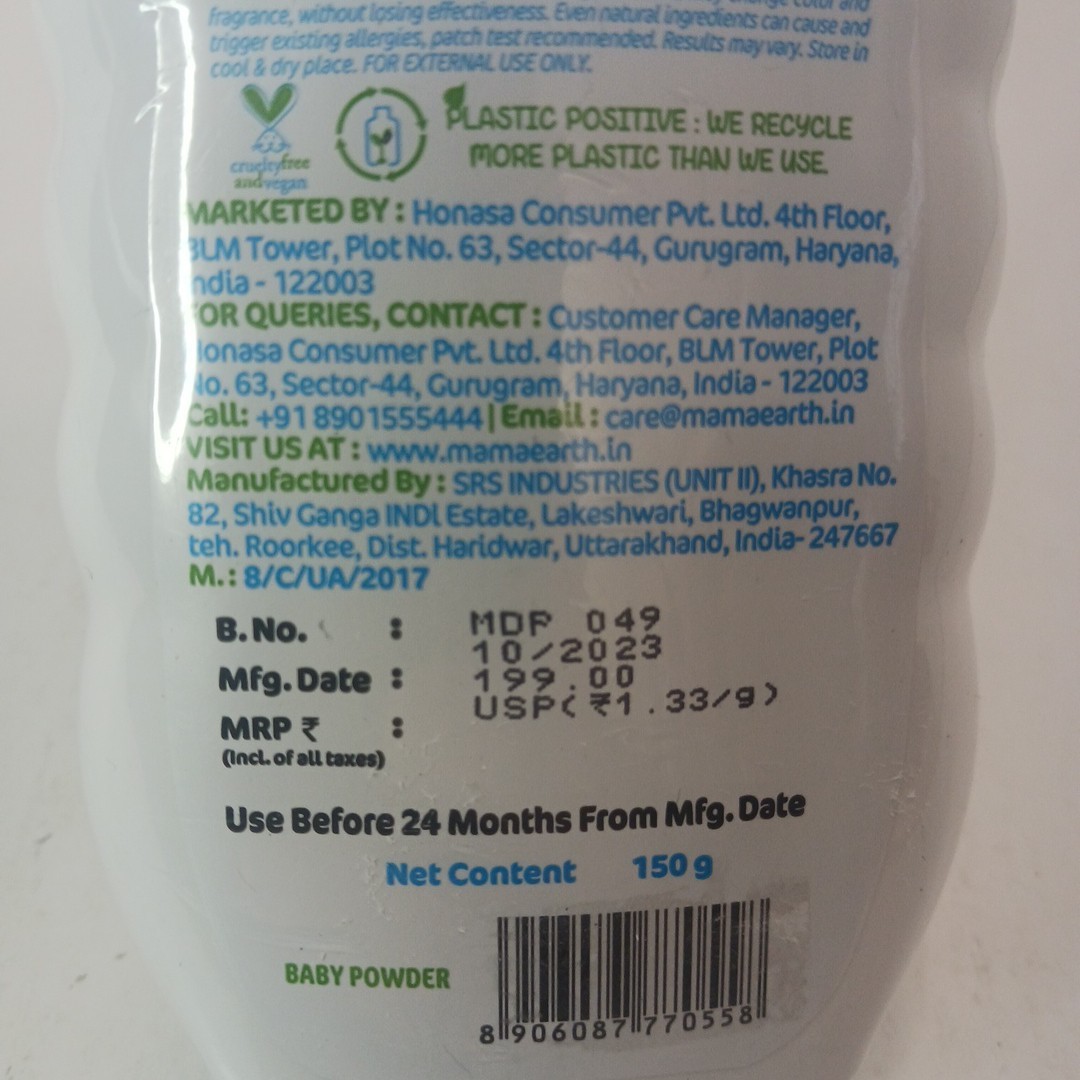 change color and
fragrance, without losing effectiveness. Even natural ingredients can cause and
trigger existing allergies, patch test recommended. Results may vary. Store in
cool & dry place. FOR EXTERNAL USE ONLY.
crueltyfree
and vegan
PLASTIC POSITIVE : WE RECYCLE
MORE PLASTIC THAN WE USE.
MARKETED BY : Honasa Consumer Pvt. Ltd. 4th Floor,
BLM Tower, Plot No. 63, Sector-44, Gurugram, Haryana,
India - 122003
FOR QUERIES, CONTACT : Customer Care Manager,
Honasa Consumer Pvt. Ltd. 4th Floor, BLM Tower, Plot
No. 63, Sector-44, Gurugram, Haryana, India - 122003
Call: +91 8901555444 | Email : care@mamaearth.in
VISIT US AT : www.mamaearth.in
Manufactured By : SRS INDUSTRIES (UNIT II), Khasra No.
82, Shiv Ganga INDL Estate, Lakeshwari, Bhagwanpur,
teh. Roorkee, Dist. Haridwar, Uttarakhand, India- 247667
M.: 8/C/UA/2017
B. No. : MDP 049
Mfg. Date : 10/2023
MRP ₹ : 199.00
USP(₹1.33/g)
(Incl. of all taxes)
Use Before 24 Months From Mfg. Date
Net Content 150 g
BABY POWDER
8 906087 770558